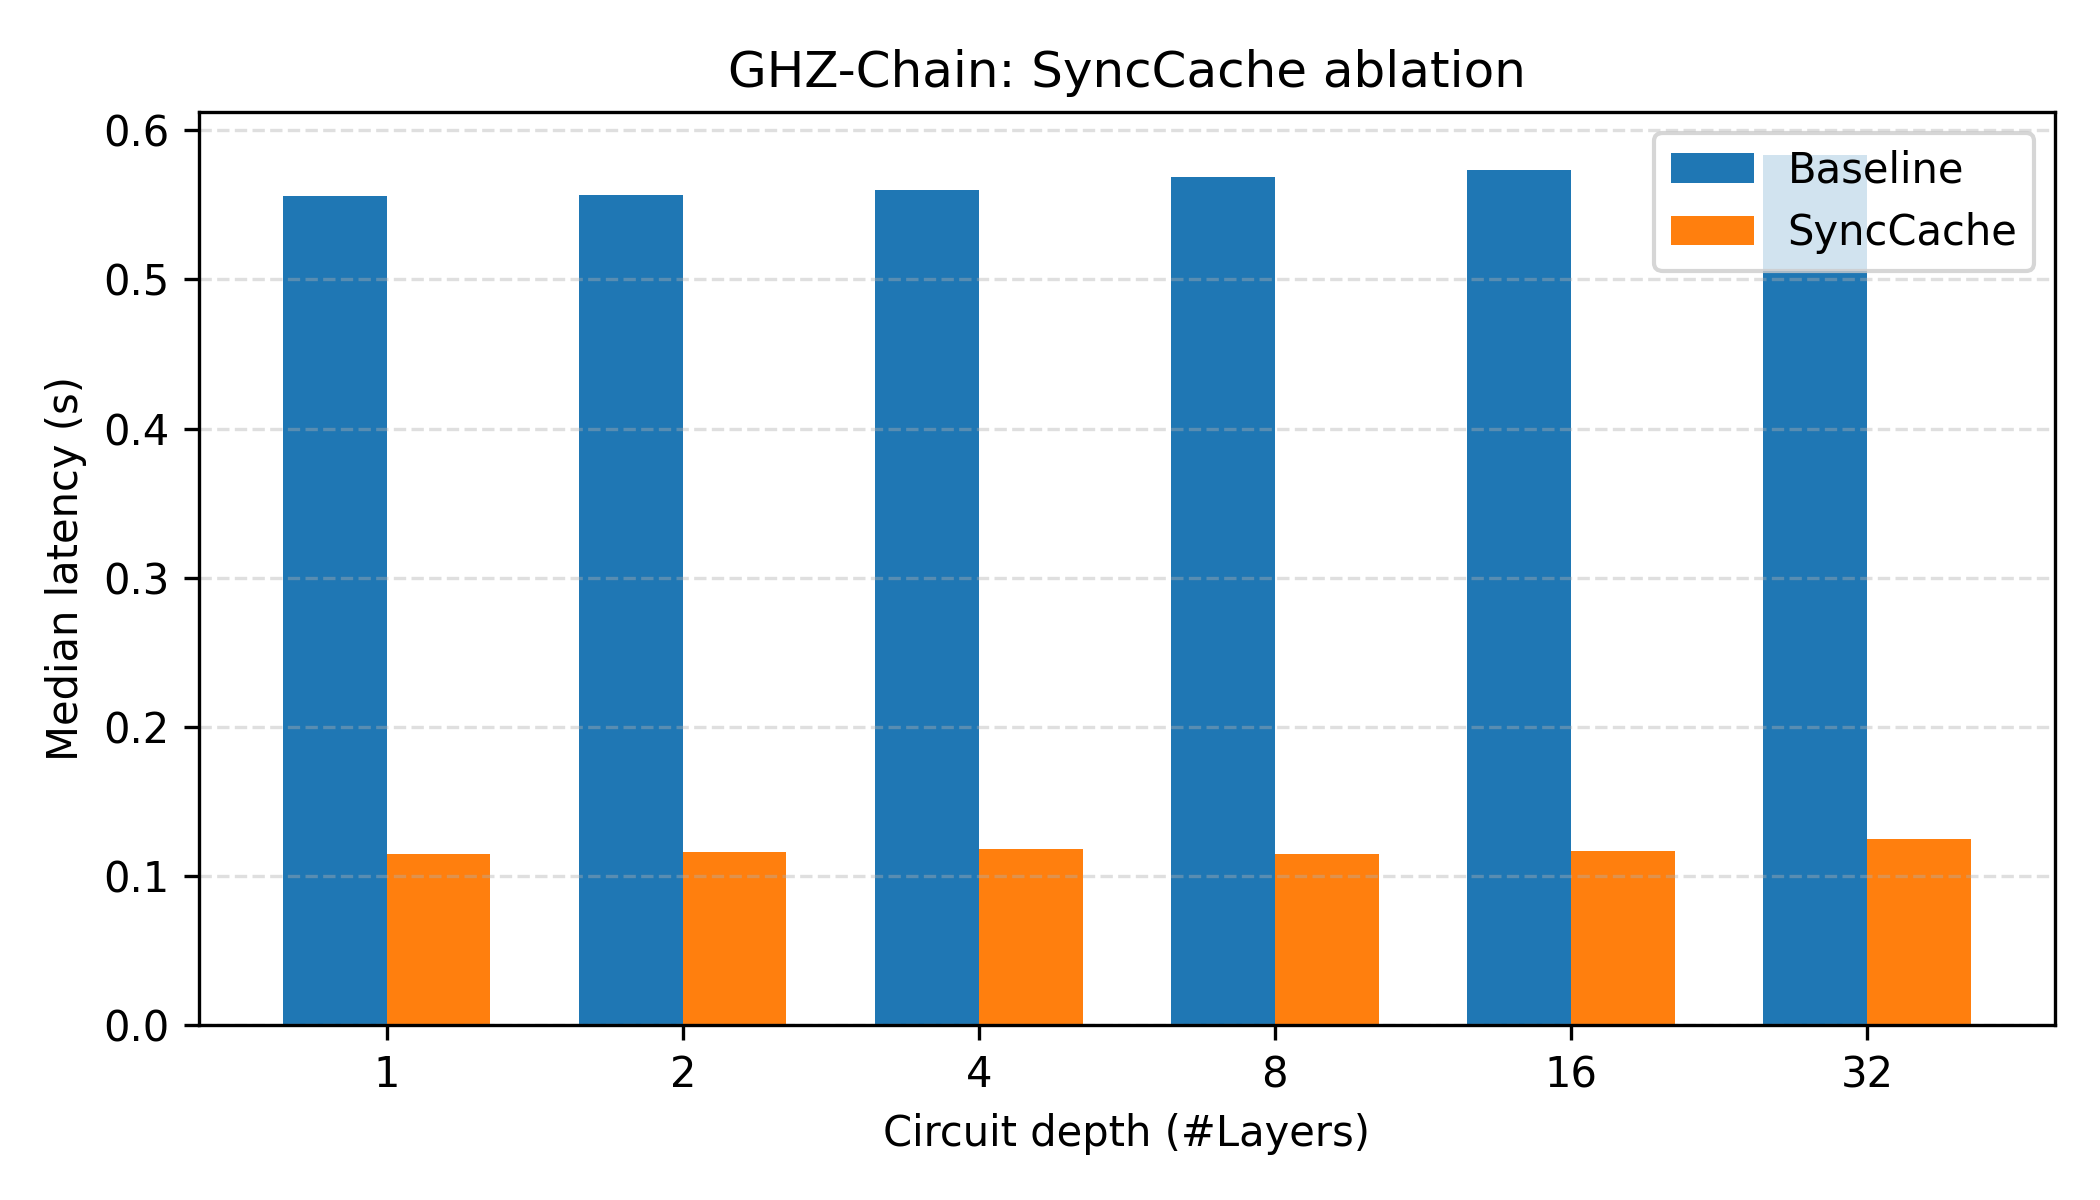 GHZ-Chain: SyncCache ablation
Baseline
SyncCache
Median latency (s)
0.6
0.5
0.4
0.3
0.2
0.1
0.0
1 2 4 8 16 32
Circuit depth (#Layers)